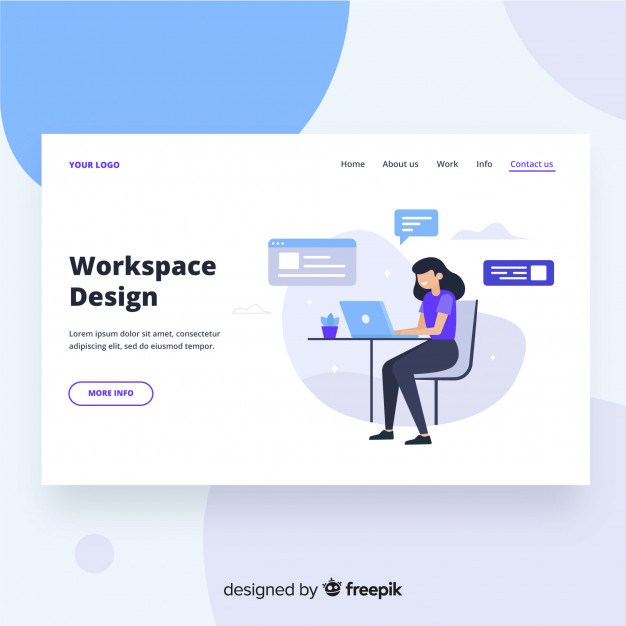 YOUR LOGO
Home About us Work Info Contact us
Workspace
Design
Lorem ipsum dolor sit amet, consectetur
adipiscing elit, sed do eiusmod tempor.
MORE INFO
designed by freepik